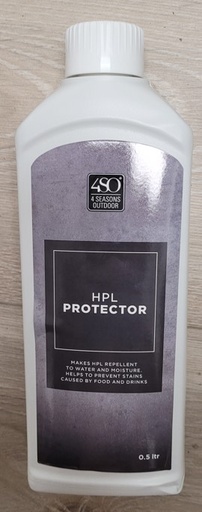 4SO
4 SEASONS
OUTDOOR
HPL
PROTECTOR
MAKES HPL REPELLENT
TO WATER AND MOISTURE.
HELPS TO PREVENT STAINS
CAUSED BY FOOD AND DRINKS
0.5 ltr